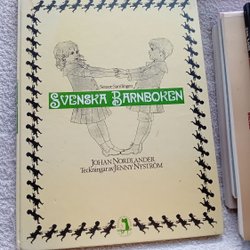 Svenska Barnboken
Johan Nordlander
Teckningar av Jenny Nyström